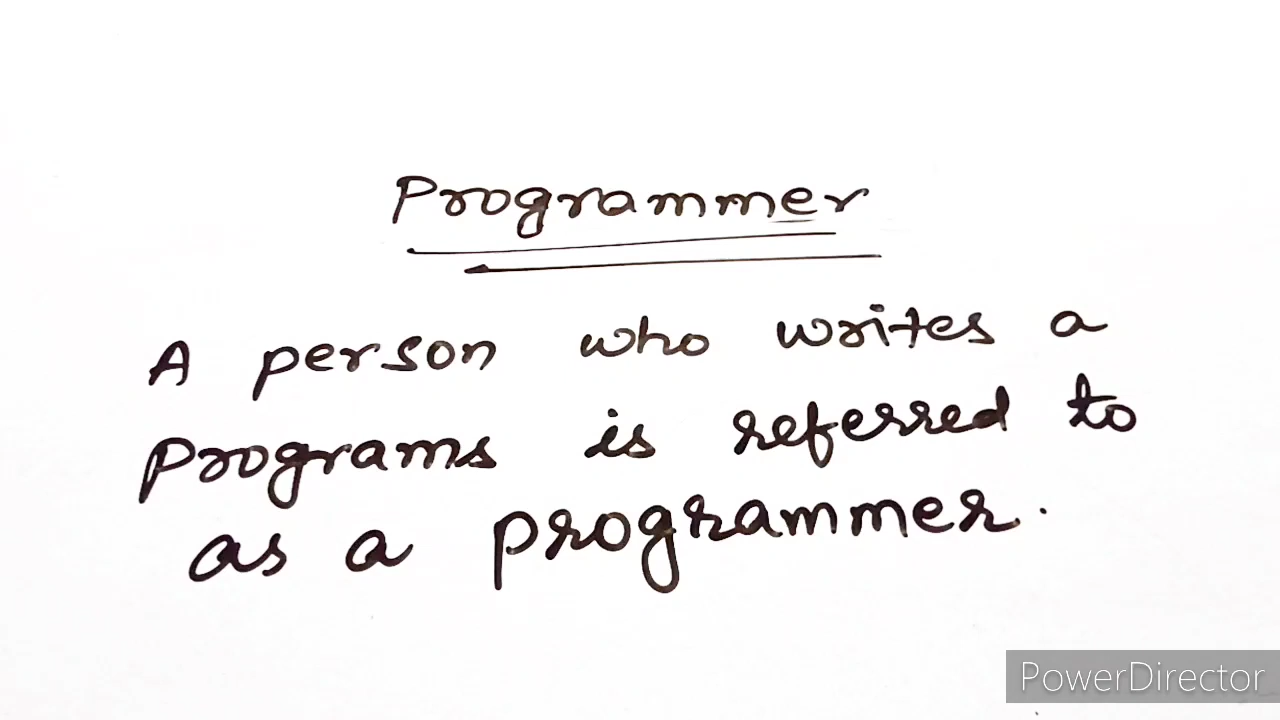 Programmer
A person who writes a
programs is referred to
as a programmer.
PowerDirector